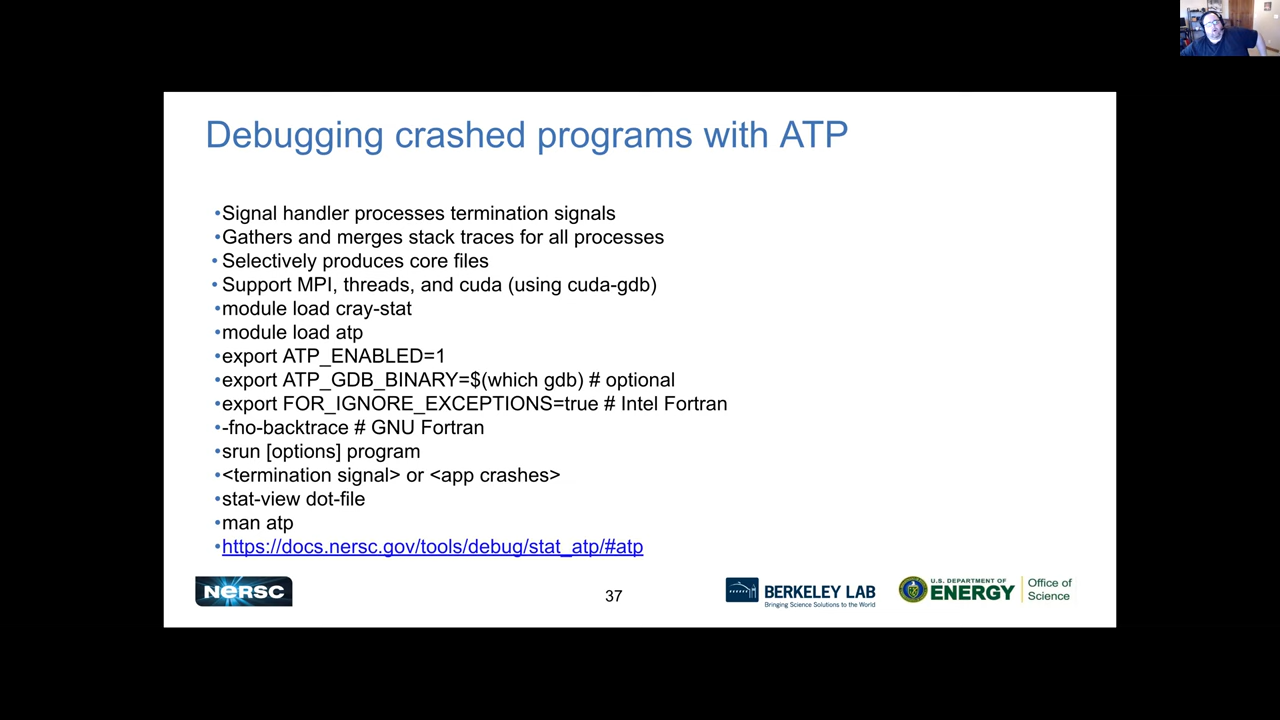 Debugging crashed programs with ATP
•Signal handler processes termination signals
•Gathers and merges stack traces for all processes
• Selectively produces core files
• Support MPI, threads, and cuda (using cuda-gdb)
•module load cray-stat
•module load atp
•export ATP_ENABLED=1
•export ATP_GDB_BINARY=$(which gdb) # optional
•export FOR_IGNORE_EXCEPTIONS=true # Intel Fortran
•-fno-backtrace # GNU Fortran
•srun [options] program
•<termination signal> or <app crashes>
•stat-view dot-file
•man atp
•https://docs.nersc.gov/tools/debug/stat_atp/#atp
NERSC
37
BERKELEY LAB
Bringing Science Solutions to the World
U.S. DEPARTMENT OF
ENERGY
Office of
Science